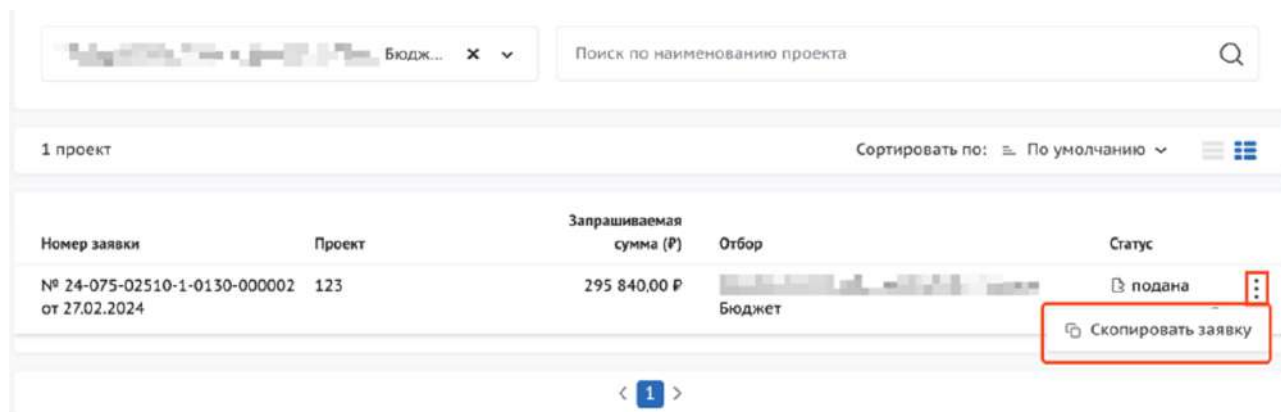 Бюдж...
Поиск по наименованию проекта
1 проект
Сортировать по: По умолчанию
Номер заявки
Проект
Запрашиваемая
сумма (₽)
Отбор
Статус
№ 24-075-02510-1-0130-000002
от 27.02.2024
123
295 840,00 ₽
Бюджет
подана
Скопировать заявку
1